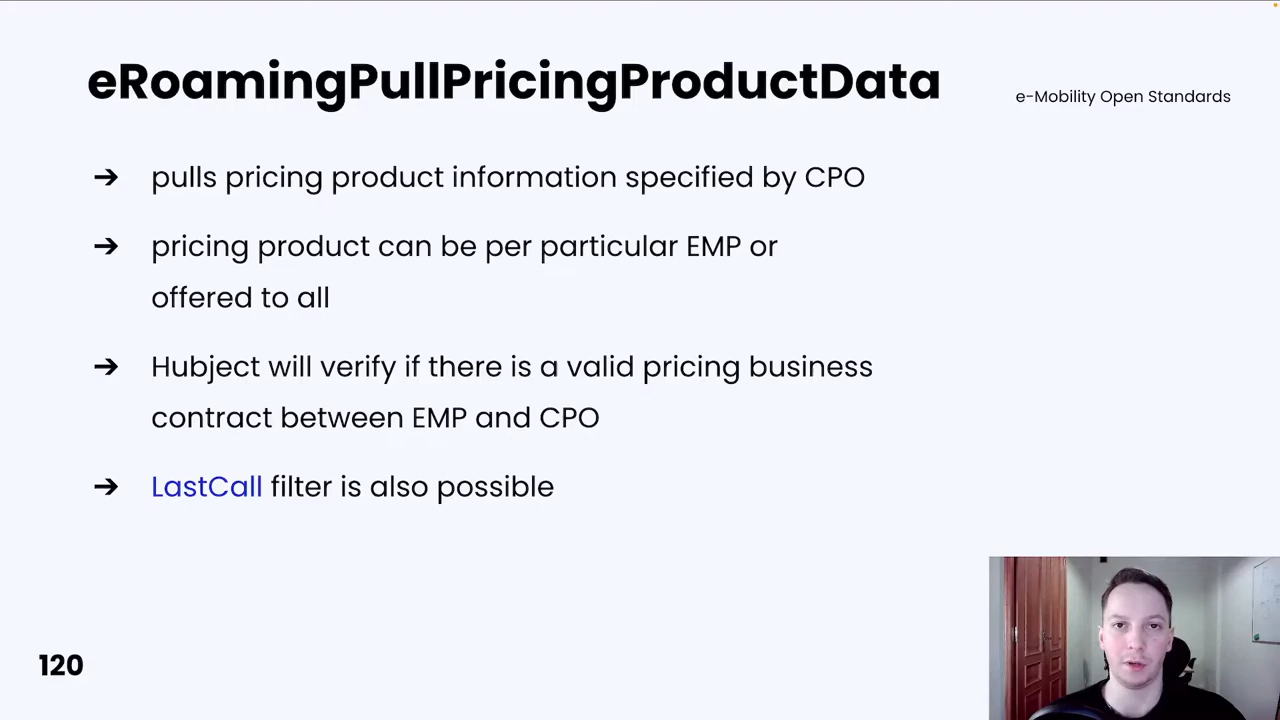 eRoamingPullPricingProductData
e-Mobility Open Standards
➔ pulls pricing product information specified by CPO
➔ pricing product can be per particular EMP or
offered to all
➔ Hubject will verify if there is a valid pricing business
contract between EMP and CPO
➔ LastCall filter is also possible
120